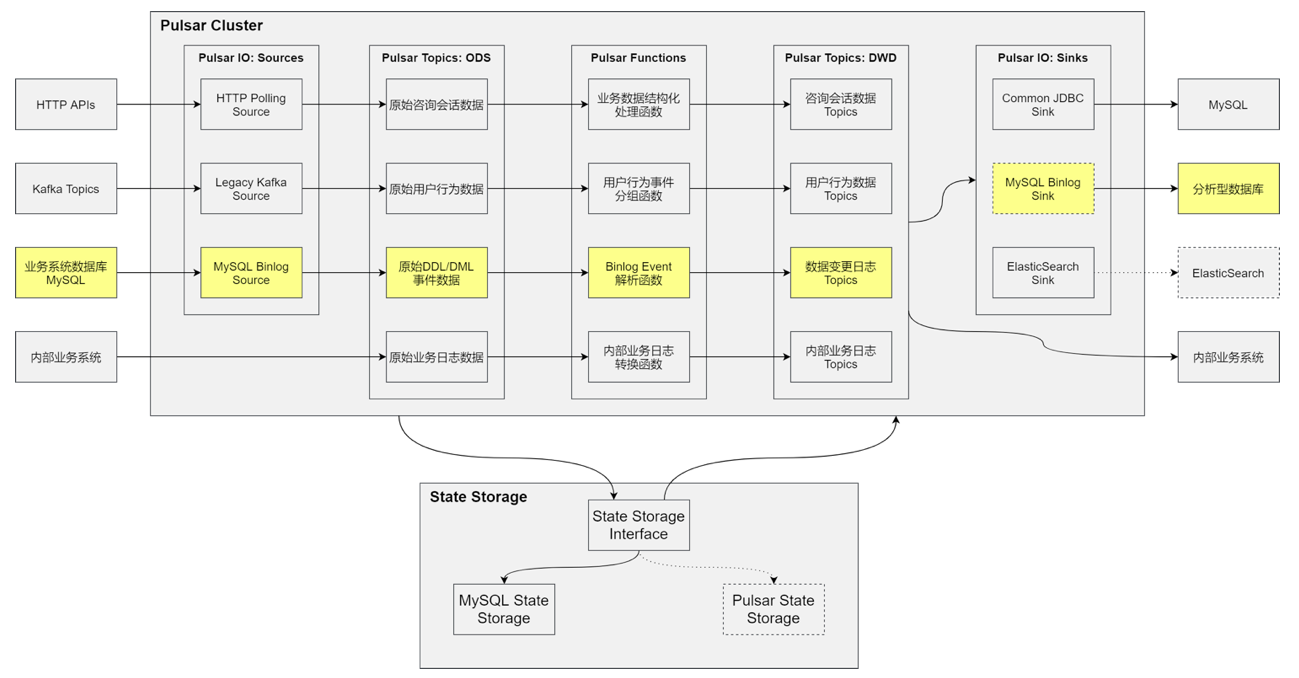 Pulsar Cluster
Pulsar IO: Sources
Pulsar Topics: ODS
Pulsar Functions
Pulsar Topics: DWD
Pulsar IO: Sinks
HTTP APIs
HTTP Polling
Source
原始咨询会话数据
业务数据结构化
处理函数
咨询会话数据
Topics
Common JDBC
Sink
MySQL
Kafka Topics
Legacy Kafka
Source
原始用户行为数据
用户行为事件
分组函数
用户行为数据
Topics
MySQL Binlog
Sink
分析型数据库
业务系统数据库
MySQL
MySQL Binlog
Source
原始DDL/DML
事件数据
Binlog Event
解析函数
数据变更日志
Topics
ElasticSearch
Sink
ElasticSearch
内部业务系统
原始业务日志数据
内部业务日志
转换函数
内部业务日志
Topics
内部业务系统
State Storage
State Storage
Interface
MySQL State
Storage
Pulsar State
Storage